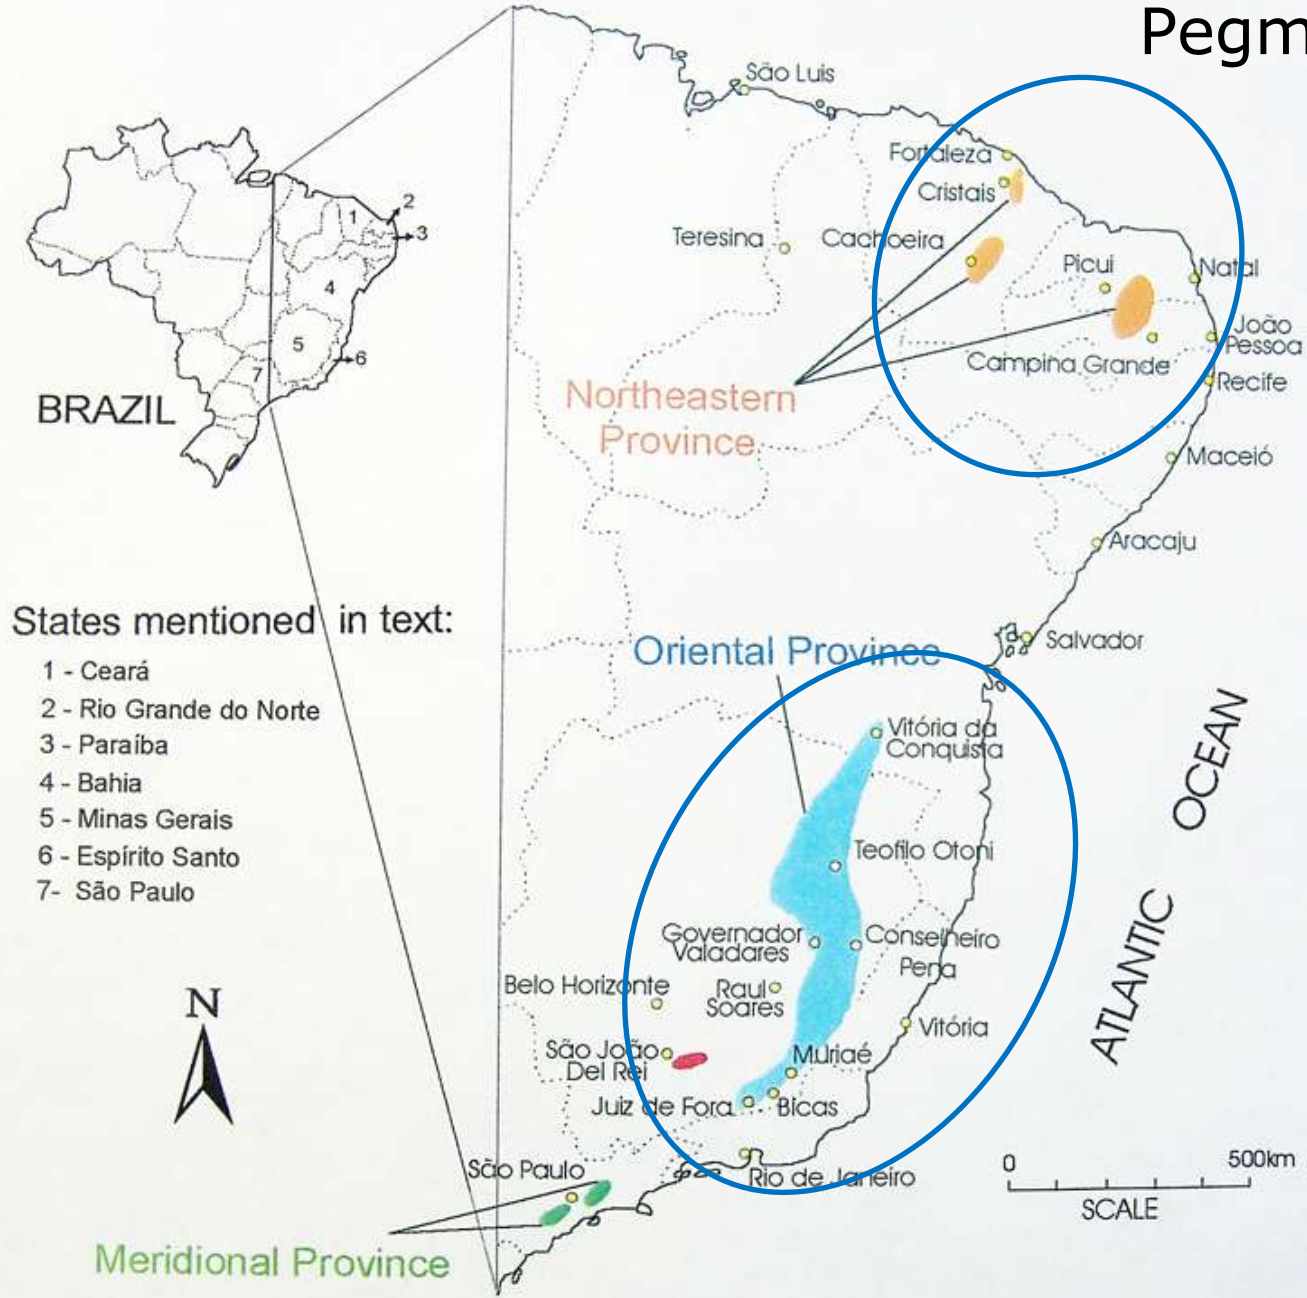 Pegm
São Luis
Fortaleza
Cristais
Teresina
Cachoeira
Picui
Natal
João
Pessoa
Campina Grande
Recife
Northeastern
Province
Maceió
Aracaju
1
2
3
4
5
6
7
BRAZIL
States mentioned in text:
1 - Ceará
2 - Rio Grande do Norte
3 - Paraíba
4 - Bahia
5 - Minas Gerais
6 - Espírito Santo
7- São Paulo
Salvador
Oriental Province
Vitória da
Conquista
Teofilo Otoni
Governador
Valadares
Conselheiro
Pena
Belo Horizonte
Raul
Soares
Vitória
São João
Del Rei
Muriaé
Juiz de Fora
Bicas
Rio de Janeiro
São Paulo
Meridional Province
ATLANTIC OCEAN
N
0 500km
SCALE